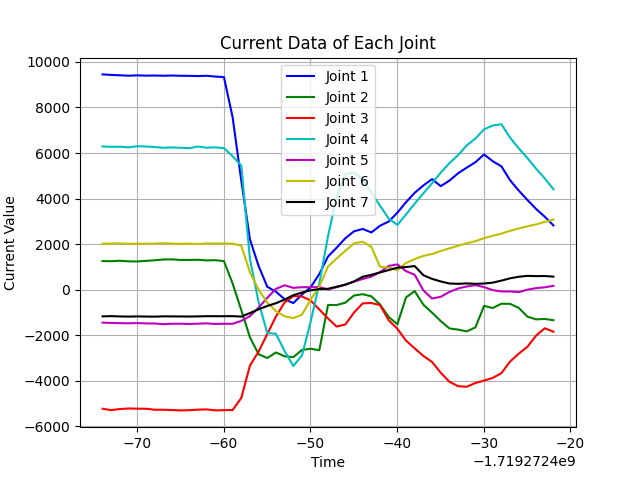 Current Data of Each Joint
10000
8000
6000
4000
2000
0
−2000
−4000
−6000
Current Value
Joint 1
Joint 2
Joint 3
Joint 4
Joint 5
Joint 6
Joint 7
−70
−60
−50
−40
−30
−20
Time
−1.7192724e9